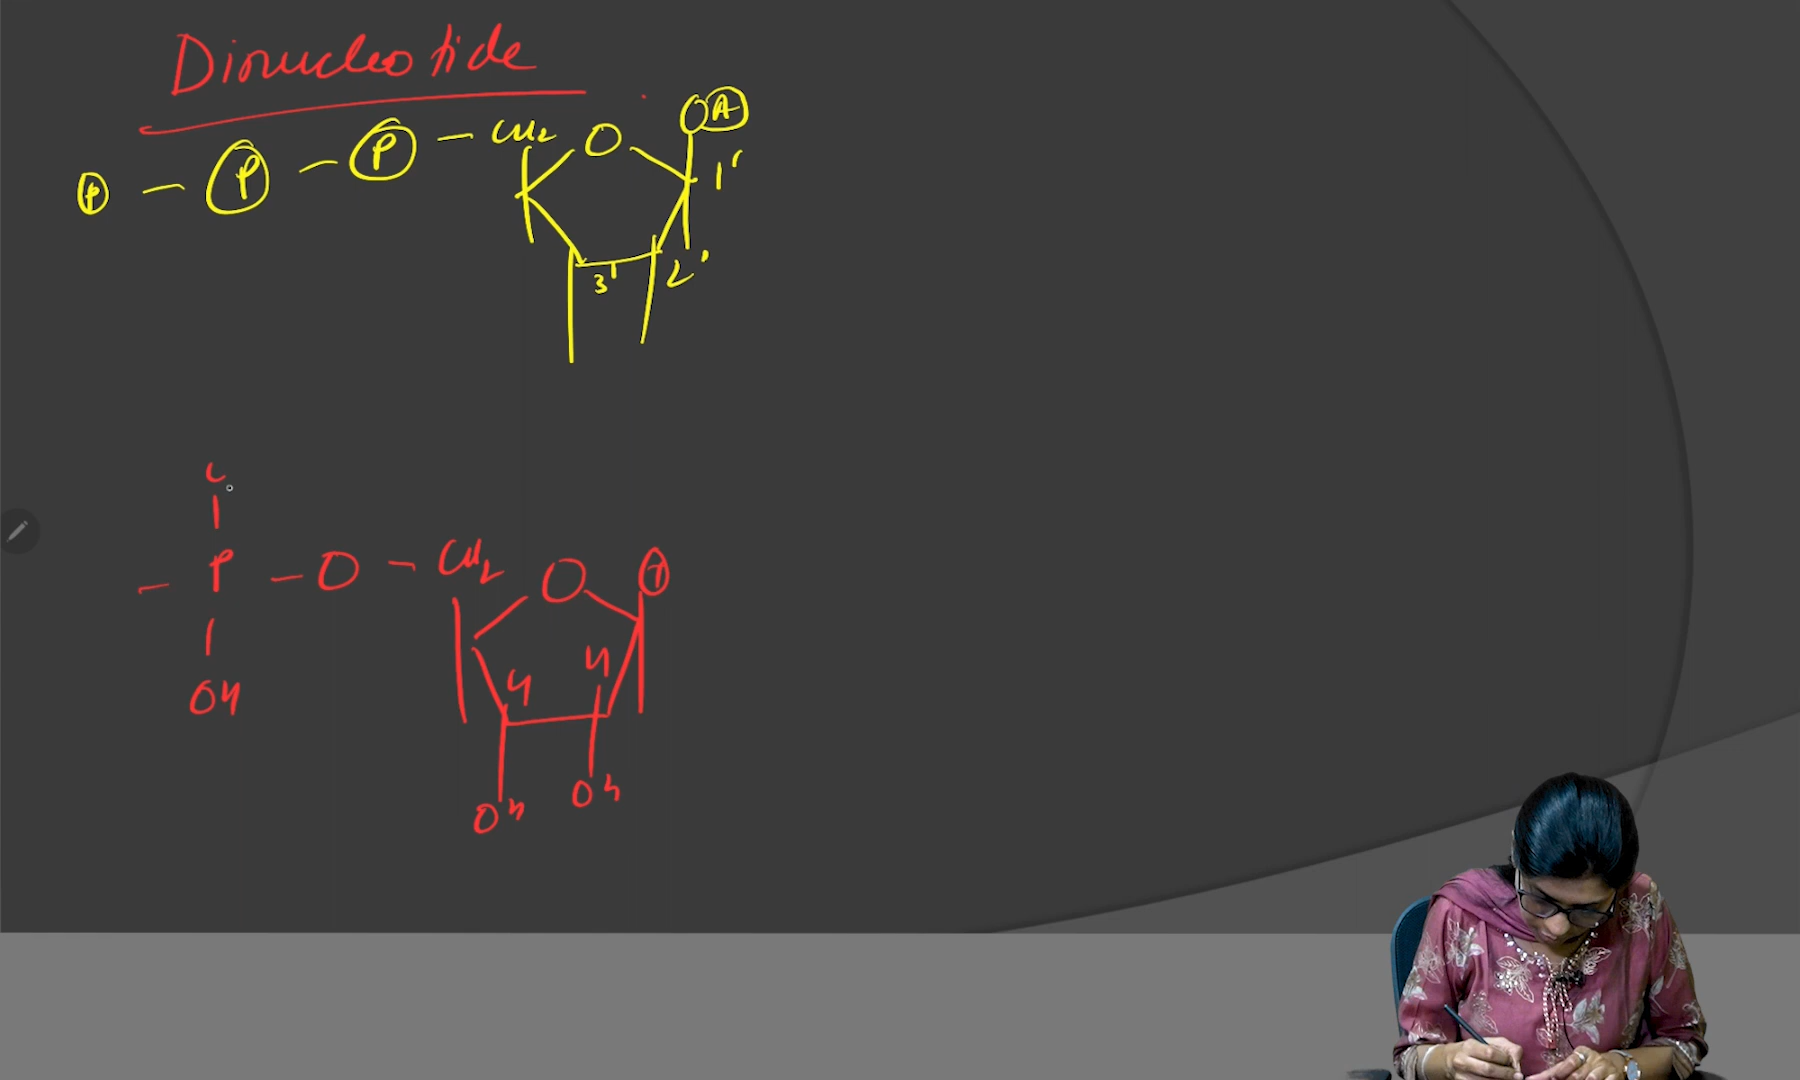 Dinucleotide
P – P – P – CH2 O O A
1'
3' 2'
– P – O – CH2 O T
H H
OH
OH OH